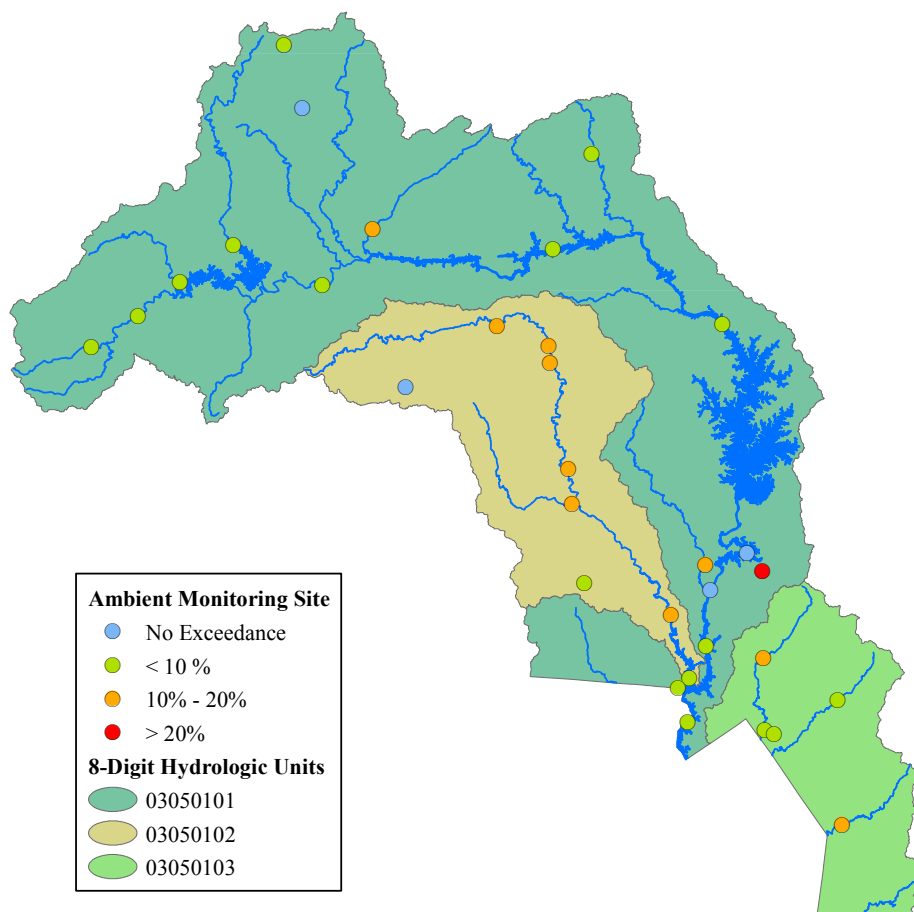 Ambient Monitoring Site
No Exceedance
< 10 %
10% - 20%
> 20%
8-Digit Hydrologic Units
03050101
03050102
03050103